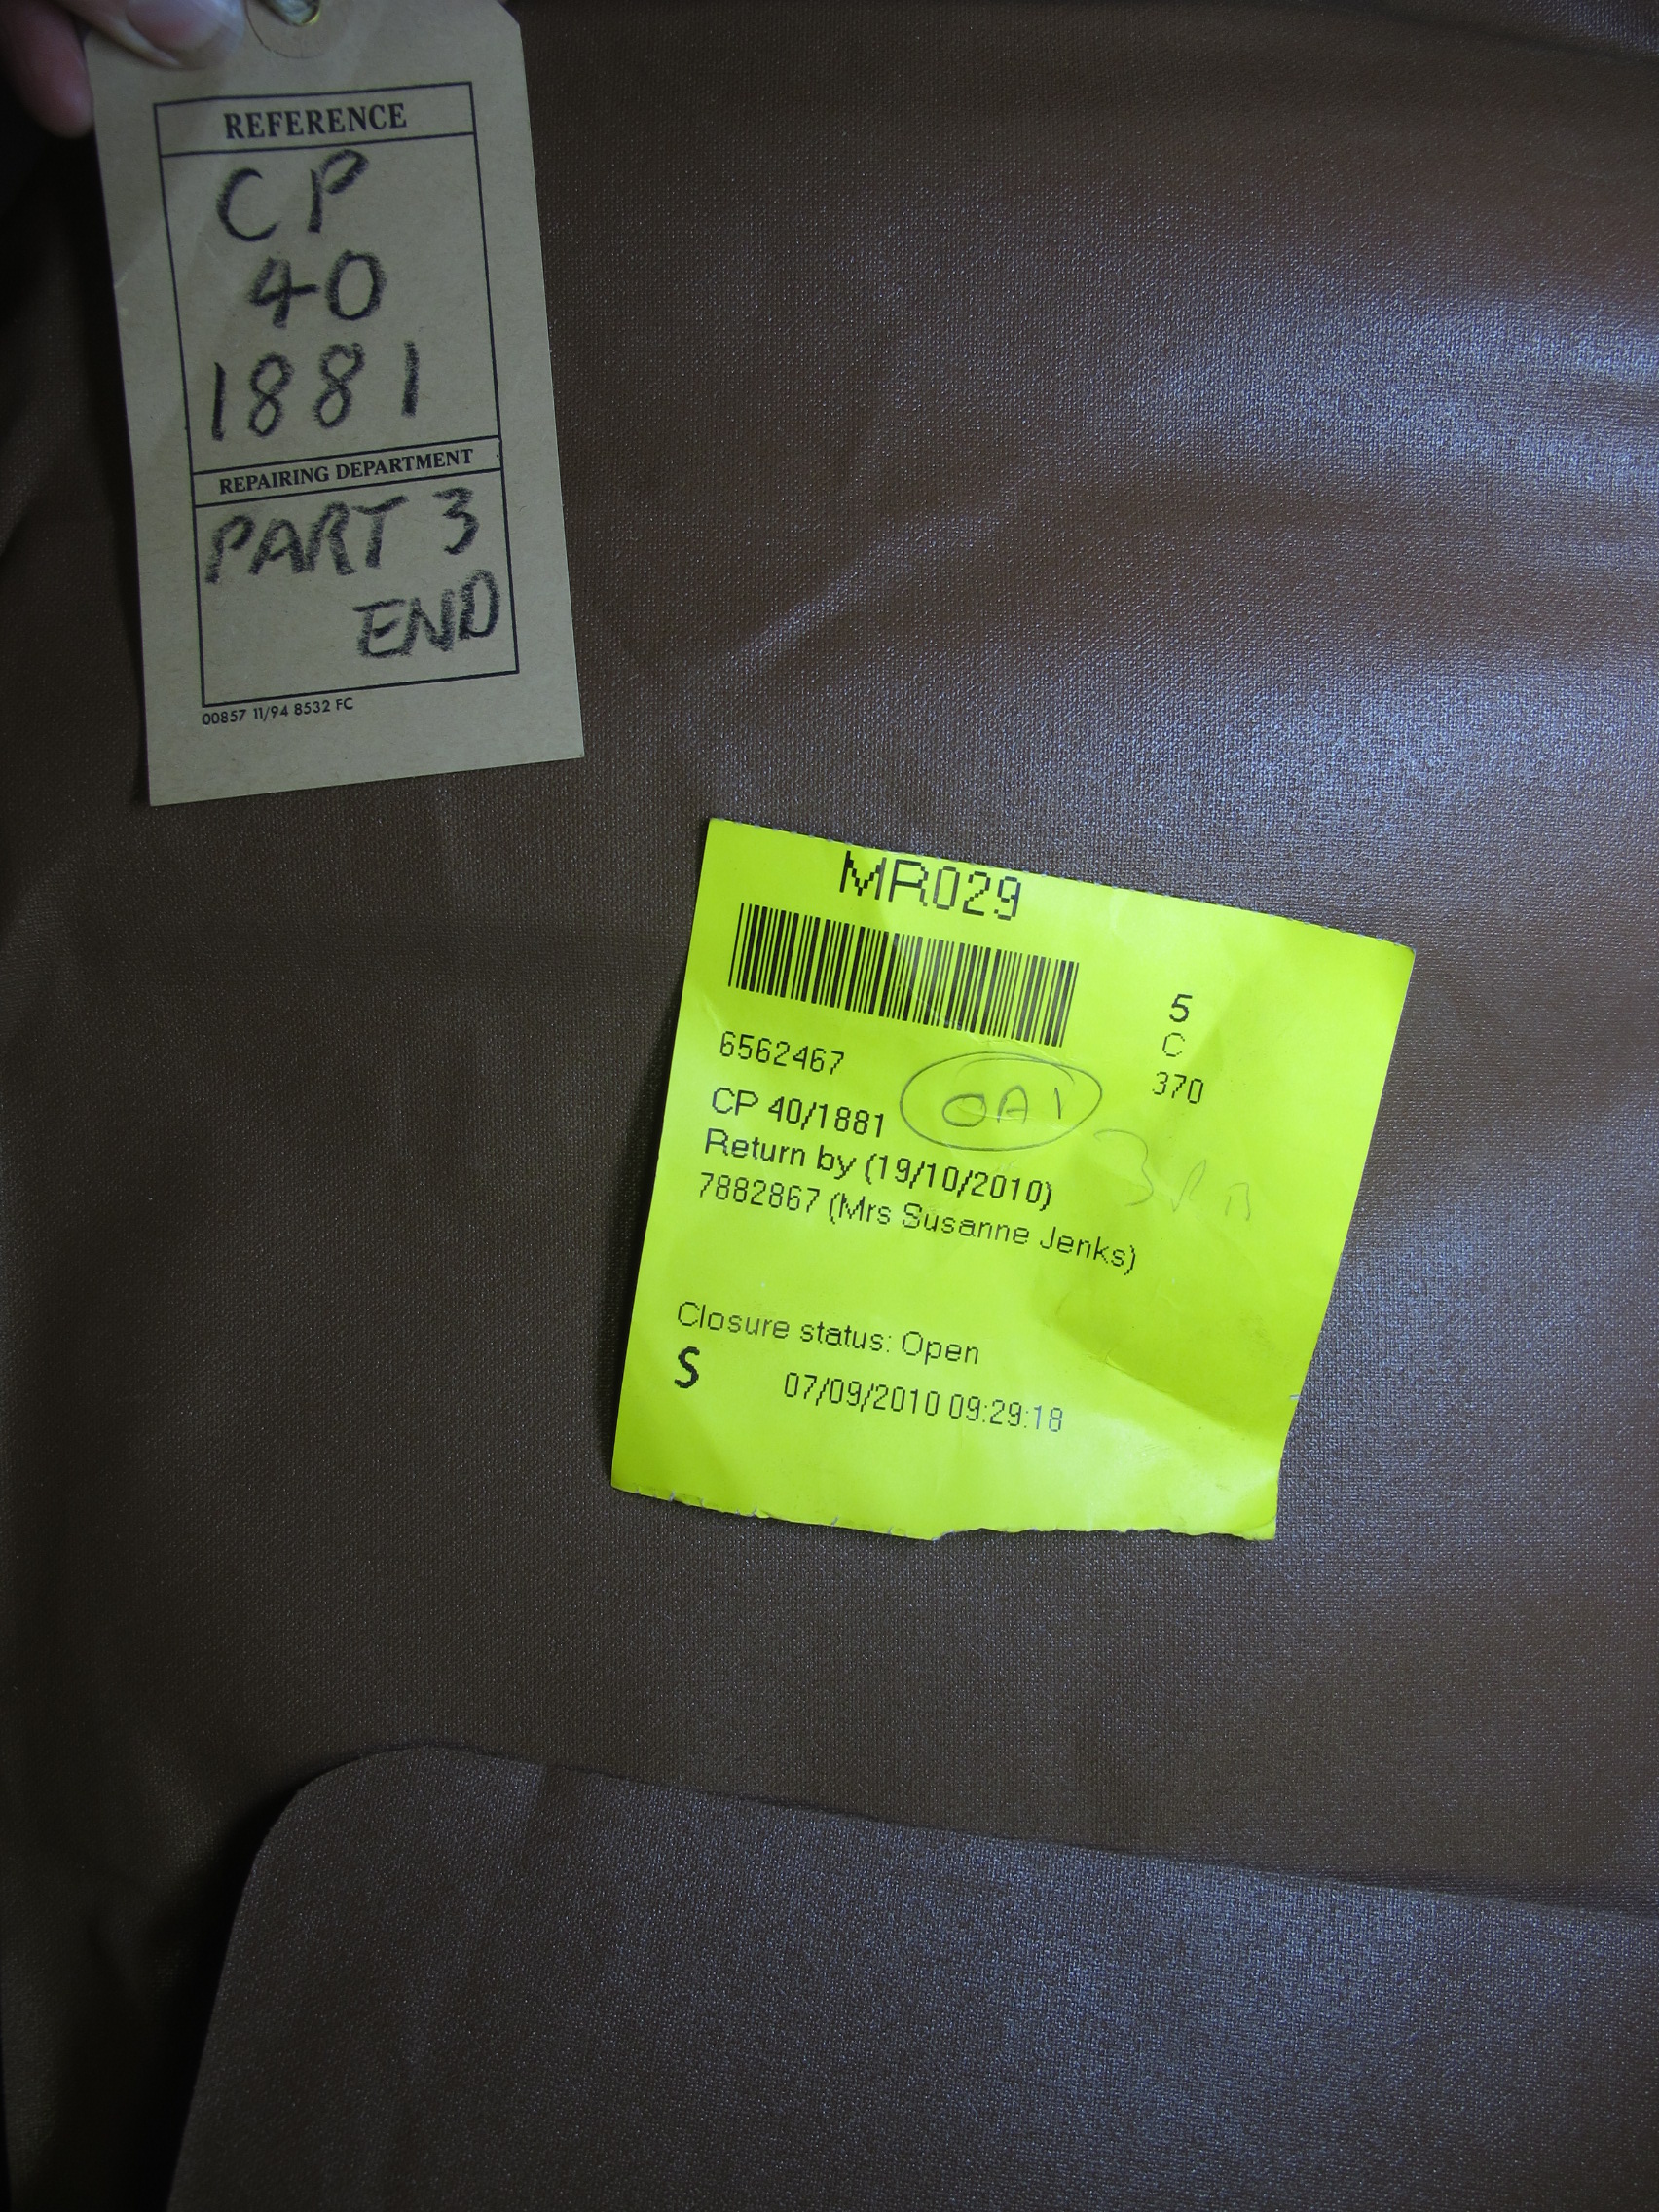 REFERENCE
CP
40
1881
REPAIRING DEPARTMENT
PART 3
END
00857 11/94 8532 FC
MR029
5
C
370
6562467
OA1
CP 40/1881
Return by (19/10/2010)
7882867 (Mrs Susanne Jenks)
Closure status: Open
S
07/09/2010 09:29:18